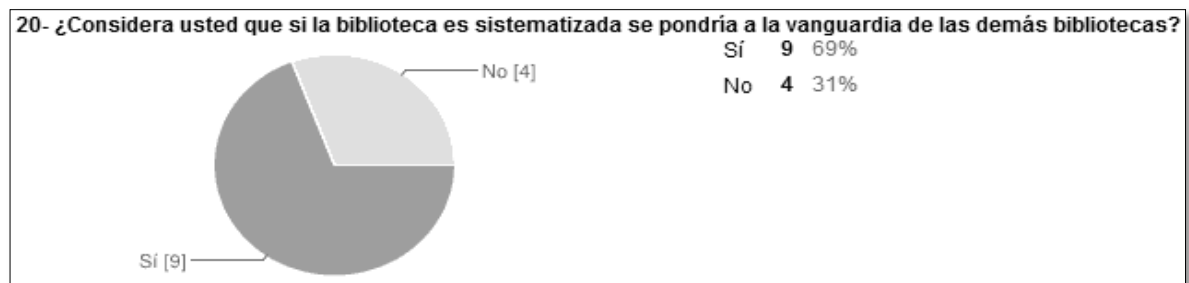 20- ¿Considera usted que si la biblioteca es sistematizada se pondría a la vanguardia de las demás bibliotecas?
Sí 9 69%
No [4]
No 4 31%
Sí [9]